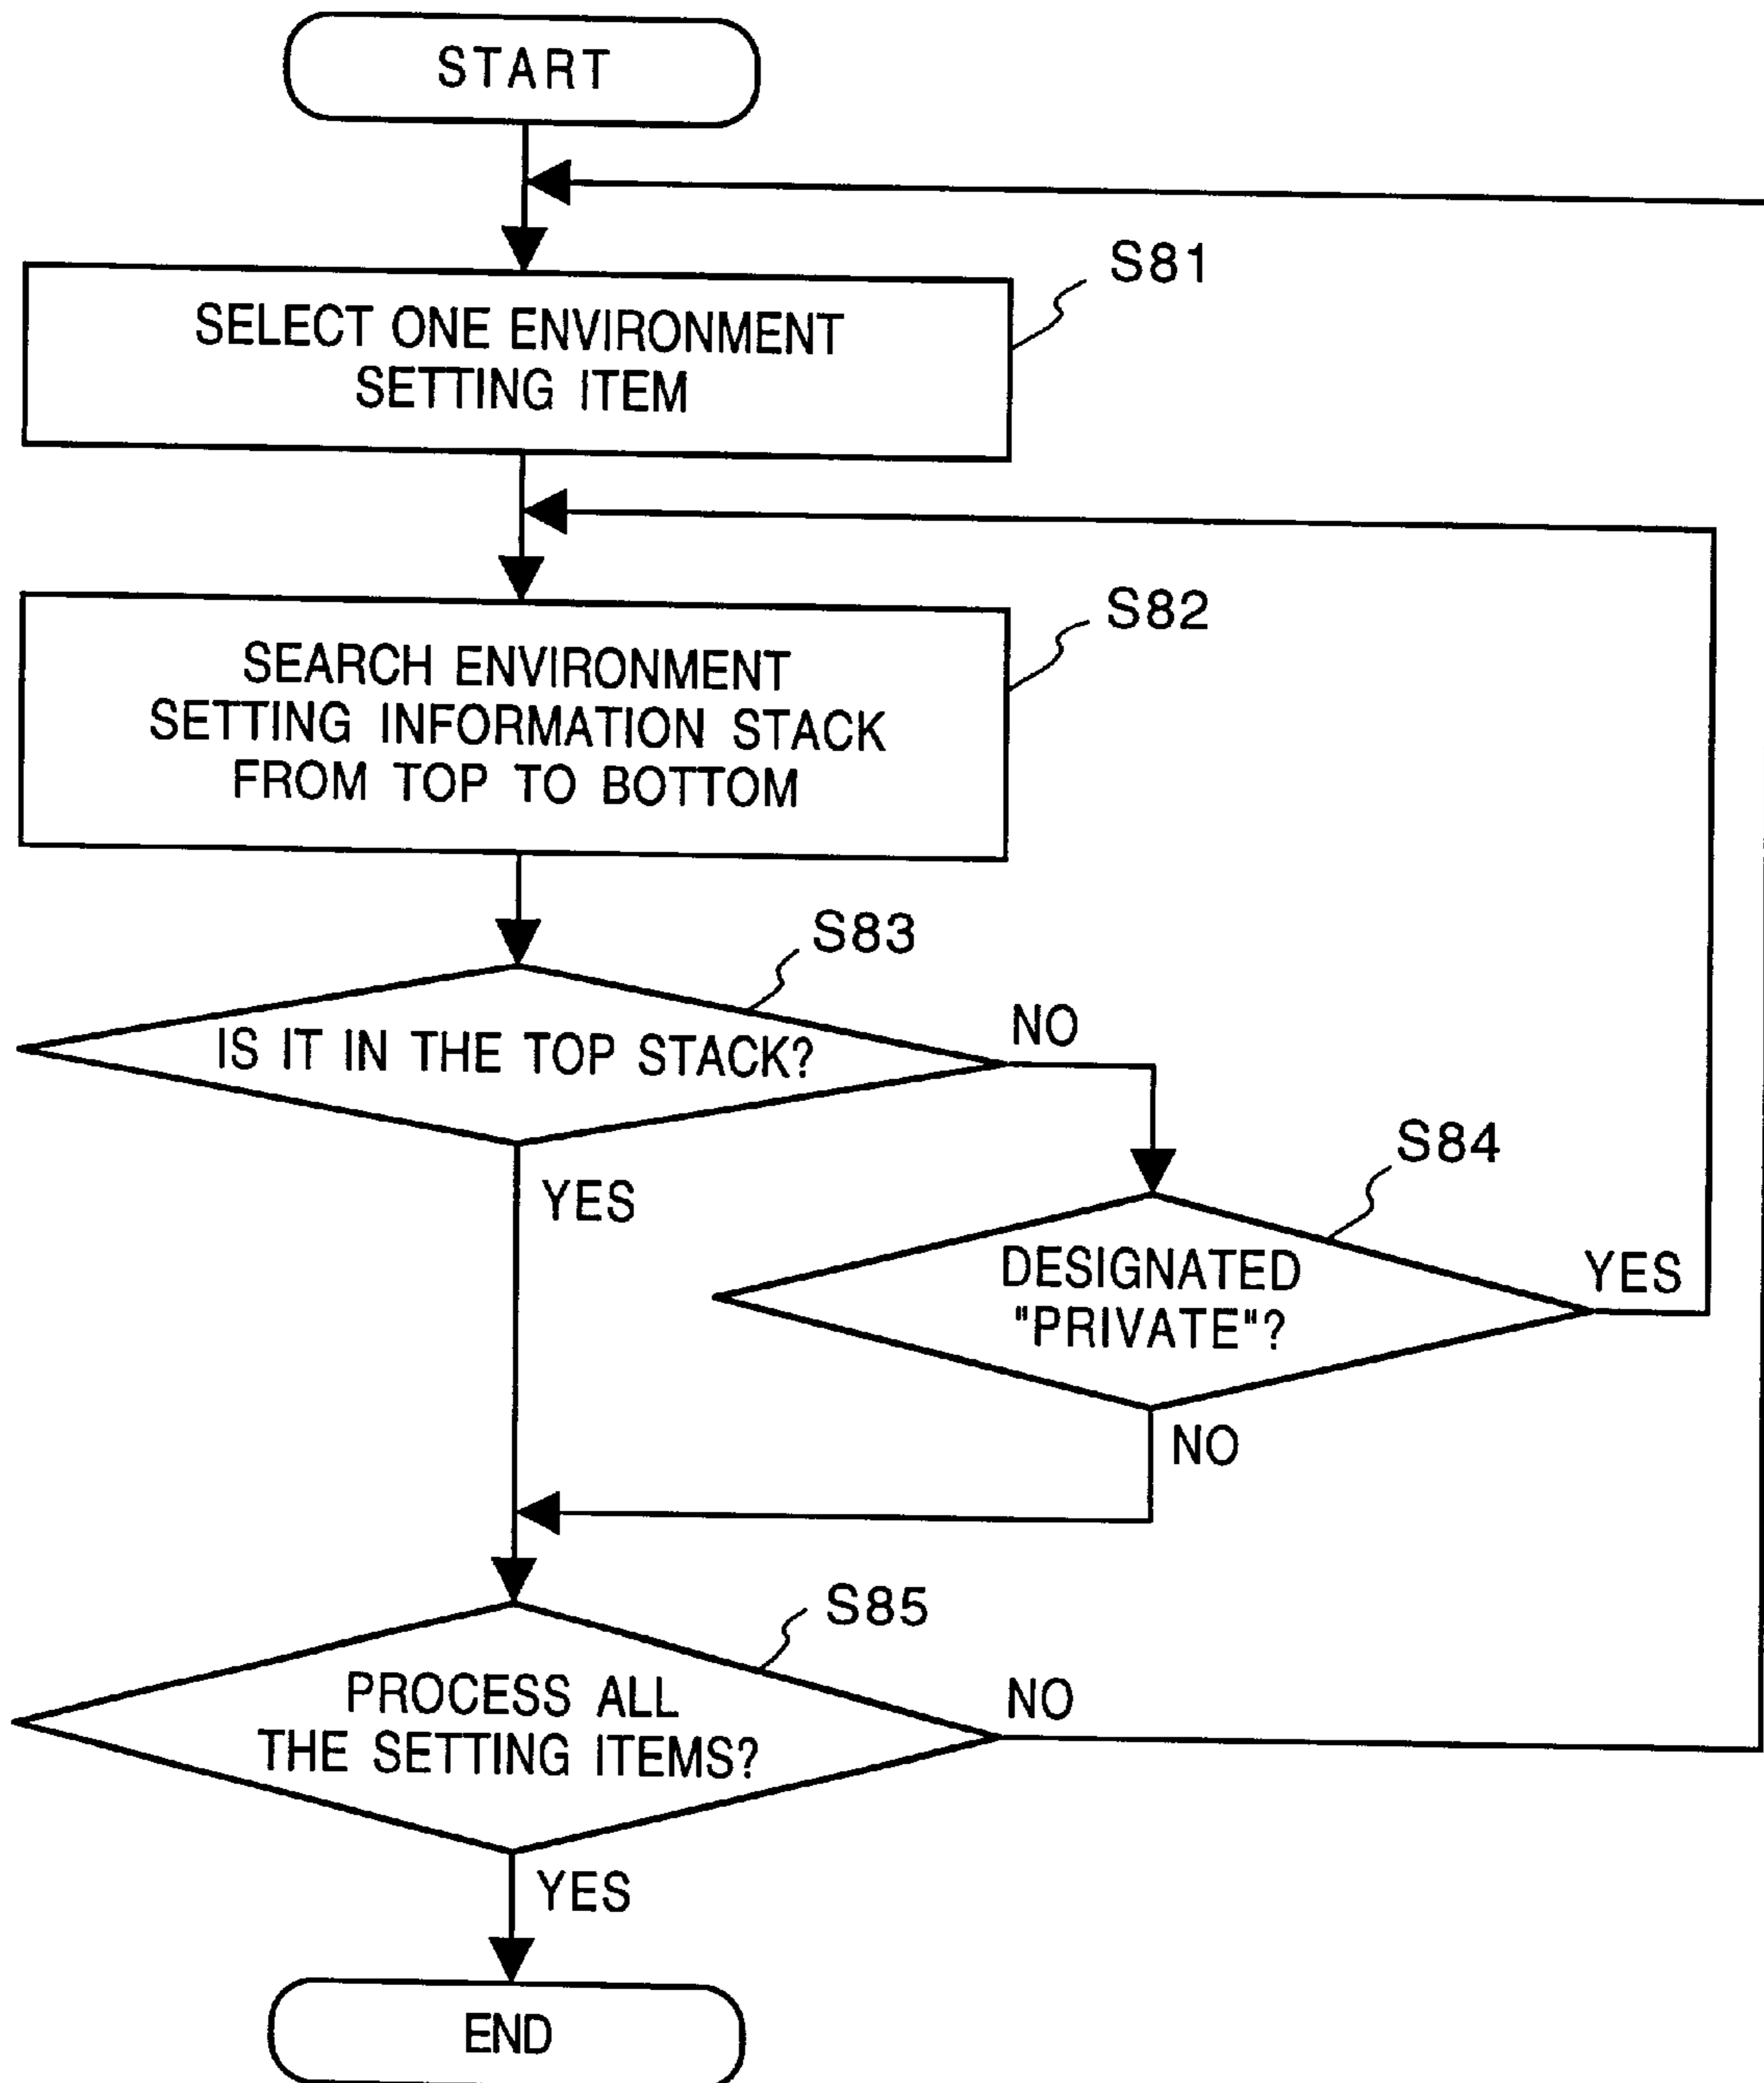 START
S81
SELECT ONE ENVIRONMENT
SETTING ITEM
S82
SEARCH ENVIRONMENT
SETTING INFORMATION STACK
FROM TOP TO BOTTOM
S83
IS IT IN THE TOP STACK?
NO
YES
S84
DESIGNATED
"PRIVATE"?
YES
NO
S85
PROCESS ALL
THE SETTING ITEMS?
NO
YES
END